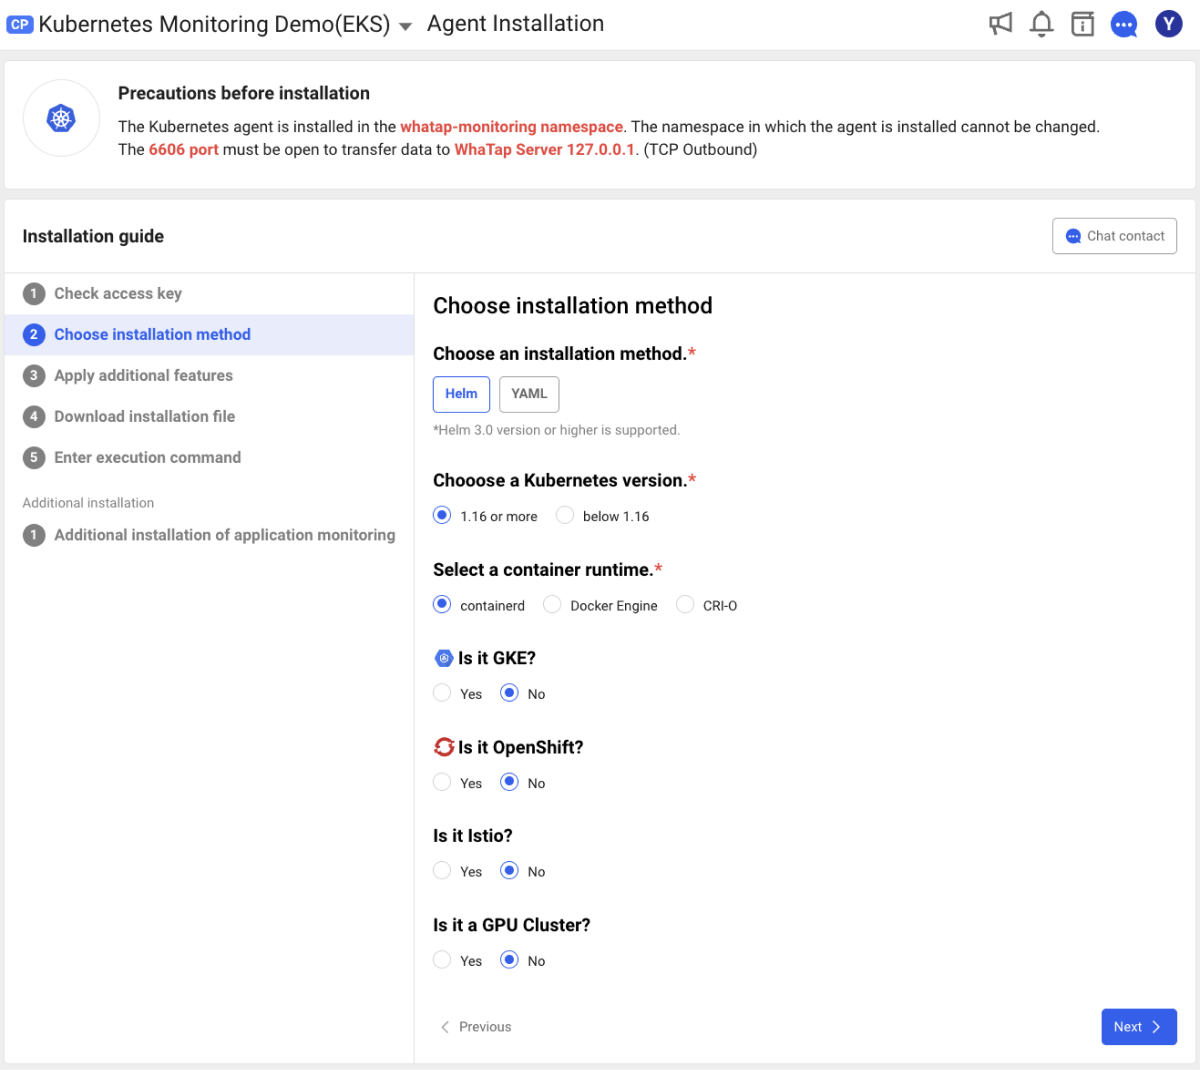 CP Kubernetes Monitoring Demo(EKS) Agent Installation
Y
Precautions before installation
The Kubernetes agent is installed in the whatap-monitoring namespace. The namespace in which the agent is installed cannot be changed.
The 6606 port must be open to transfer data to WhaTap Server 127.0.0.1. (TCP Outbound)
Installation guide
Chat contact
1 Check access key
2 Choose installation method
3 Apply additional features
4 Download installation file
5 Enter execution command
Additional installation
1 Additional installation of application monitoring
Choose installation method
Choose an installation method.*
Helm YAML
*Helm 3.0 version or higher is supported.
Chooose a Kubernetes version.*
1.16 or more below 1.16
Select a container runtime.*
containerd Docker Engine CRI-O
Is it GKE?
Yes No
Is it OpenShift?
Yes No
Is it Istio?
Yes No
Is it a GPU Cluster?
Yes No
Previous
Next